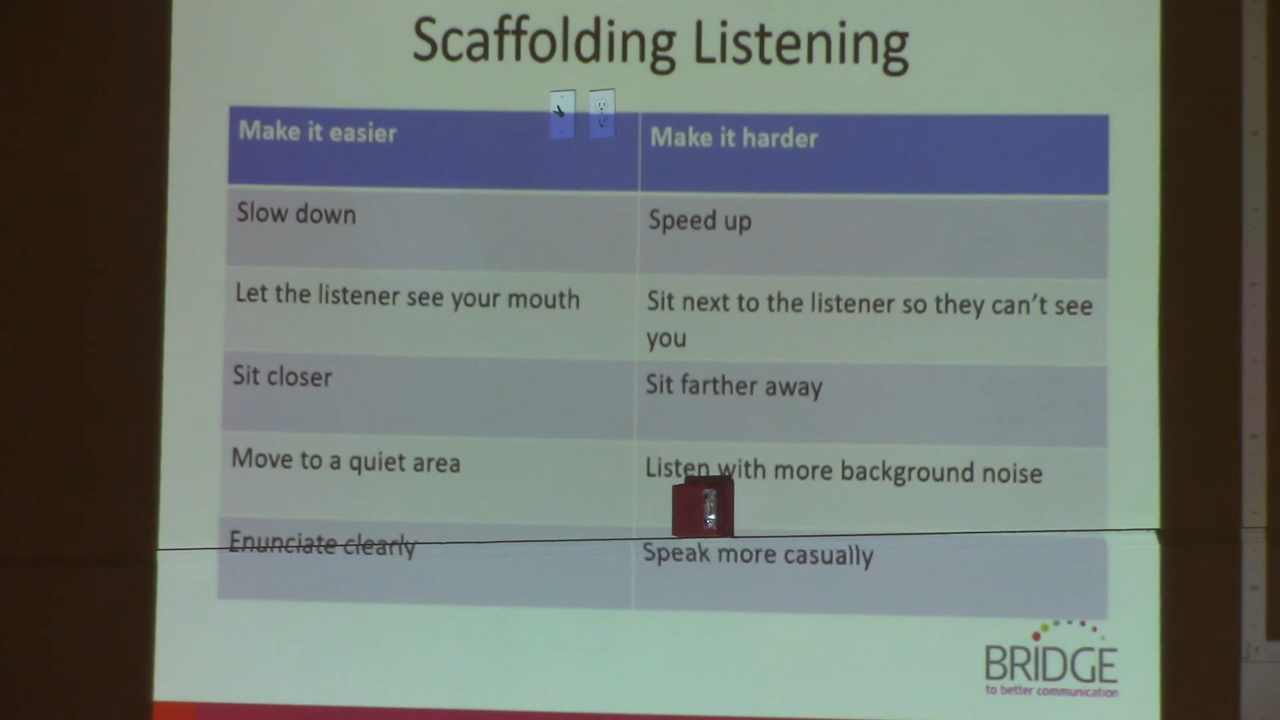 Scaffolding Listening
Make it easier
Make it harder
Slow down
Speed up
Let the listener see your mouth
Sit next to the listener so they can't see
you
Sit closer
Sit farther away
Move to a quiet area
Listen with more background noise
Enunciate clearly
Speak more casually
BRIDGE
to better communication